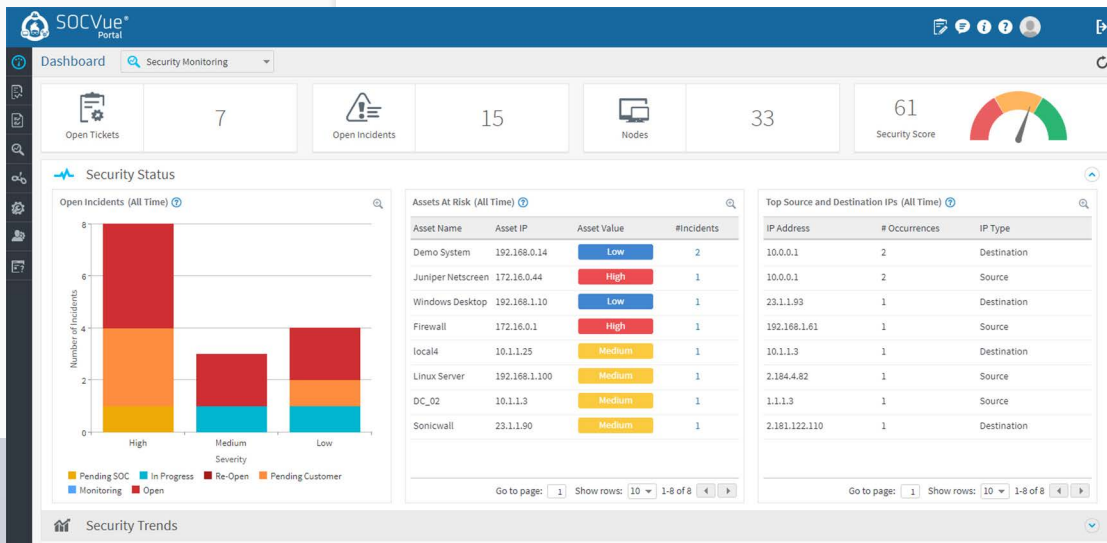 SOCVue®
Portal
Dashboard Security Monitoring
Open Tickets 7
Open Incidents 15
Nodes 33
61
Security Score
Security Status
Open Incidents (All Time)
8
6
4
2
0
Number of Incidents
High Medium Low
Severity
Pending SOC In Progress Re-Open Pending Customer
Monitoring Open
Assets At Risk (All Time)
Asset Name Asset IP Asset Value #Incidents
Demo System 192.168.0.14 Low 2
Juniper Netscreen 172.16.0.44 High 1
Windows Desktop 192.168.1.10 Low 1
Firewall 172.16.0.1 High 1
local4 10.1.1.25 Medium 1
Linux Server 192.168.1.100 Medium 1
DC_02 10.1.1.3 Medium 1
Sonicwall 23.1.1.90 Medium 1
Go to page: 1 Show rows: 10 1-8 of 8
Top Source and Destination IPs (All Time)
IP Address # Occurrences IP Type
10.0.0.1 2 Destination
10.0.0.1 2 Source
23.1.1.93 1 Destination
192.168.1.61 1 Source
10.1.1.3 1 Destination
2.184.4.82 1 Source
1.1.1.3 1 Source
2.181.122.110 1 Destination
Go to page: 1 Show rows: 10 1-8 of 8
Security Trends